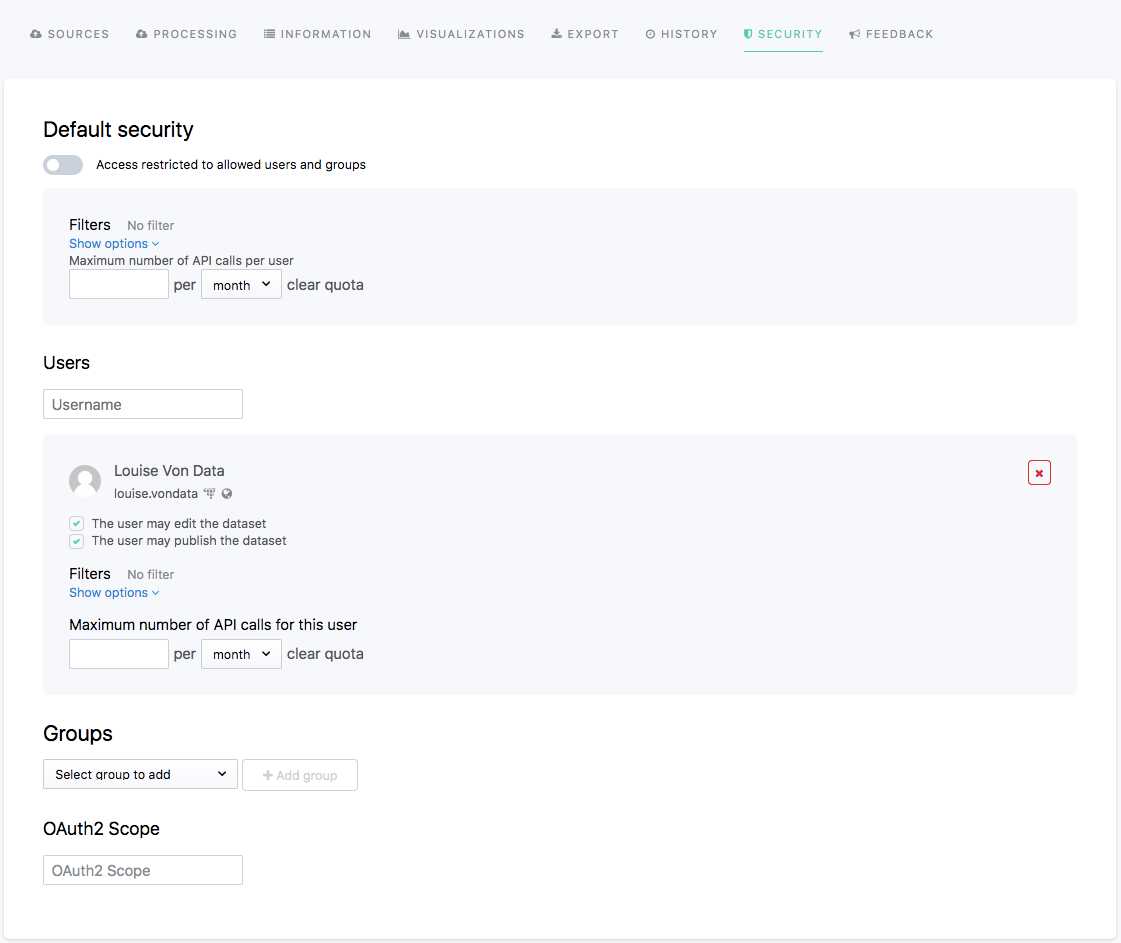 SOURCES PROCESSING INFORMATION VISUALIZATIONS EXPORT HISTORY SECURITY FEEDBACK
Default security
Access restricted to allowed users and groups
Filters No filter
Show options
Maximum number of API calls per user
per month clear quota
Users
Username
Louise Von Data
louise.vondata
The user may edit the dataset
The user may publish the dataset
Filters No filter
Show options
Maximum number of API calls for this user
per month clear quota
Groups
Select group to add Add group
OAuth2 Scope
OAuth2 Scope